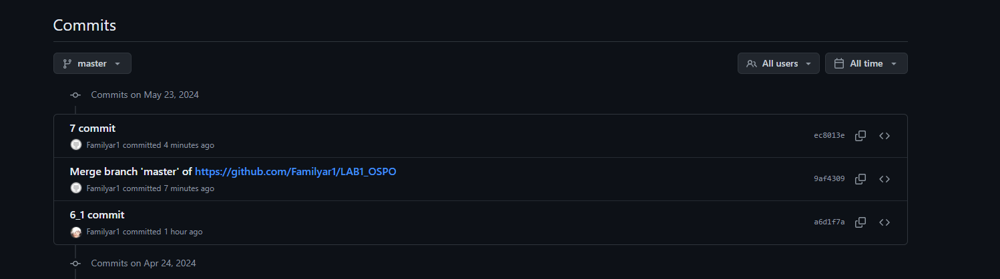 Commits
master
All users
All time
Commits on May 23, 2024
7 commit
Familyar1 committed 4 minutes ago
ec8013e
Merge branch 'master' of https://github.com/Familyar1/LAB1_OSPO
Familyar1 committed 7 minutes ago
9af4309
6_1 commit
Familyar1 committed 1 hour ago
a6d1f7a
Commits on Apr 24, 2024